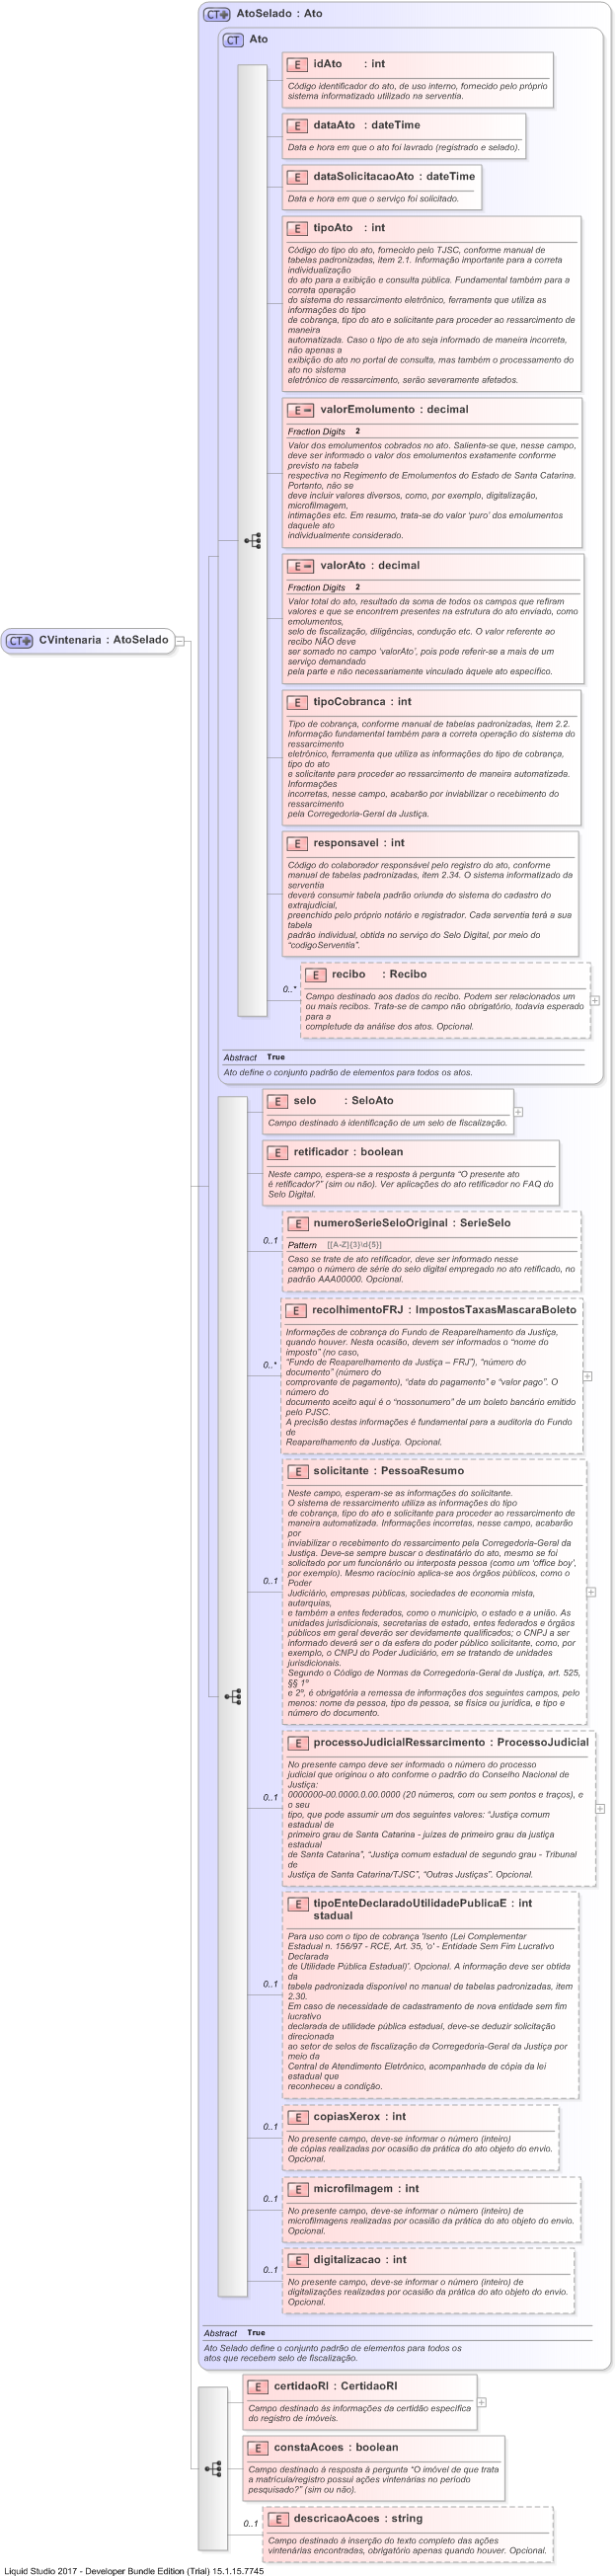 CT AtoSelado : Ato
CT Ato
E idAto : int
Código identificador do ato, de uso interno, fornecido pelo próprio
sistema informatizado utilizado na serventia.
E dataAto : dateTime
Data e hora em que o ato foi lavrado (registrado e selado).
E dataSolicitacaoAto : dateTime
Data e hora em que o serviço foi solicitado.
E tipoAto : int
Código do tipo do ato, fornecido pelo TJSC, conforme manual de
tabelas padronizadas, item 2.1. Informação importante para a correta
individualização
do ato para a exibição e consulta pública. Fundamental também para a
correta operação
do sistema do ressarcimento eletrônico, ferramenta que utiliza as
informações do tipo
de cobrança, tipo do ato e solicitante para proceder ao ressarcimento de
maneira
automatizada. Caso o tipo de ato seja informado de maneira incorreta,
não apenas a
exibição do ato no portal de consulta, mas também o processamento do
ato no sistema
eletrônico de ressarcimento, serão severamente afetados.
E valorEmolumento : decimal
Fraction Digits 2
Valor dos emolumentos cobrados no ato. Salienta-se que, nesse campo,
deve ser informado o valor dos emolumentos exatamente conforme
previsto na tabela
respectiva no Regimento de Emolumentos do Estado de Santa Catarina.
Portanto, não se
deve incluir valores diversos, como, por exemplo, digitalização,
microfilmagem,
intimações etc. Em resumo, trata-se do valor ‘puro’ dos emolumentos
daquele ato
individualmente considerado.
E valorAto : decimal
Fraction Digits 2
Valor total do ato, resultado da soma de todos os campos que refiram
valores e que se encontrem presentes na estrutura do ato enviado, como
emolumentos,
selo de fiscalização, diligências, condução etc. O valor referente ao
recibo NÃO deve
ser somado no campo ‘valorAto’, pois pode referir-se a mais de um
serviço demandado
pela parte e não necessariamente vinculado àquele ato específico.
CT CVintenaria : AtoSelado
E tipoCobranca : int
Tipo de cobrança, conforme manual de tabelas padronizadas, item 2.2.
Informação fundamental também para a correta operação do sistema do
ressarcimento
eletrônico, ferramenta que utiliza as informações do tipo de cobrança,
tipo do ato
e solicitante para proceder ao ressarcimento de maneira automatizada.
Informações
incorretas, nesse campo, acabarão por inviabilizar o recebimento do
ressarcimento
pela Corregedoria-Geral da Justiça.
E responsavel : int
Código do colaborador responsável pelo registro do ato, conforme
manual de tabelas padronizadas, item 2.34. O sistema informatizado da
serventia
deverá consumir tabela padrão oriunda do sistema do cadastro do
extrajudicial,
preenchido pelo próprio notário e registrador. Cada serventia terá a sua
tabela
padrão individual, obtida no serviço do Selo Digital, por meio do
“codigoServentia”.
E recibo : Recibo
0..*
Campo destinado aos dados do recibo. Podem ser relacionados um
ou mais recibos. Trata-se de campo não obrigatório, todavia esperado
para a
completude da análise dos atos. Opcional.
Abstract True
Ato define o conjunto padrão de elementos para todos os atos.
E selo : SeloAto
Campo destinado à identificação de um selo de fiscalização.
E retificador : boolean
Neste campo, espera-se a resposta à pergunta “O presente ato
é retificador?” (sim ou não). Ver aplicações do ato retificador no FAQ do
Selo Digital.
E numeroSerieSeloOriginal : SerieSelo
0..1
Pattern [[A-Z]{3}\d{5}]
Caso se trate de ato retificador, deve ser informado nesse
campo o número de série do selo digital empregado no ato retificado, no
padrão AAA00000. Opcional.
E recolhimentoFRJ : ImpostosTaxasMascaraBoleto
0..*
Informações de cobrança do Fundo de Reaparelhamento da Justiça,
quando houver. Nesta ocasião, devem ser informados o “nome do
imposto” (no caso,
“Fundo de Reaparelhamento da Justiça – FRJ”), “número do
documento” (número do
comprovante de pagamento), “data do pagamento” e “valor pago”. O
número do
documento aceito aqui é o “nossonumero” de um boleto bancário emitido
pelo PJSC.
A precisão destas informações é fundamental para a auditoria do Fundo
de
Reaparelhamento da Justiça. Opcional.
E solicitante : PessoaResumo
0..1
Neste campo, esperam-se as informações do solicitante.
O sistema de ressarcimento utiliza as informações do tipo
de cobrança, tipo do ato e solicitante para proceder ao ressarcimento de
maneira automatizada. Informações incorretas, nesse campo, acabarão
por
inviabilizar o recebimento do ressarcimento pela Corregedoria-Geral da
Justiça. Deve-se sempre buscar o destinatário do ato, mesmo se foi
solicitado por um funcionário ou interposta pessoa (como um ‘office boy’,
por exemplo). Mesmo raciocínio aplica-se aos órgãos públicos, como o
Poder
Judiciário, empresas públicas, sociedades de economia mista,
autarquias,
e também a entes federados, como o município, o estado e a união. As
unidades jurisdicionais, secretarias de estado, entes federados e órgãos
públicos em geral deverão ser devidamente qualificados; o CNPJ a ser
informado deverá ser o da esfera do poder público solicitante, como, por
exemplo, o CNPJ do Poder Judiciário, em se tratando de unidades
jurisdicionais.
Segundo o Código de Normas da Corregedoria-Geral da Justiça, art. 525,
§§ 1º
e 2º, é obrigatória a remessa de informações dos seguintes campos, pelo
menos: nome da pessoa, tipo da pessoa, se física ou jurídica, e tipo e
número do documento.
E processoJudicialRessarcimento : ProcessoJudicial
0..1
No presente campo deve ser informado o número do processo
judicial que originou o ato conforme o padrão do Conselho Nacional de
Justiça:
0000000-00.0000.0.00.0000 (20 números, com ou sem pontos e traços), e
o seu
tipo, que pode assumir um dos seguintes valores: “Justiça comum
estadual de
primeiro grau de Santa Catarina - juízes de primeiro grau da justiça
estadual
de Santa Catarina”, “Justiça comum estadual de segundo grau - Tribunal
de
Justiça de Santa Catarina/TJSC”, “Outras Justiças”. Opcional.
E tipoEnteDeclaradoUtilidadePublicaE : int
stadual
0..1
Para uso com o tipo de cobrança 'Isento (Lei Complementar
Estadual n. 156/97 - RCE, Art. 35, 'o' - Entidade Sem Fim Lucrativo
Declarada
de Utilidade Pública Estadual)'. Opcional. A informação deve ser obtida
da
tabela padronizada disponível no manual de tabelas padronizadas, item
2.30.
Em caso de necessidade de cadastramento de nova entidade sem fim
lucrativo
declarada de utilidade pública estadual, deve-se deduzir solicitação
direcionada
ao setor de selos de fiscalização da Corregedoria-Geral da Justiça por
meio da
Central de Atendimento Eletrônico, acompanhada de cópia da lei
estadual que
reconheceu a condição.
E copiasXerox : int
0..1
No presente campo, deve-se informar o número (inteiro)
de cópias realizadas por ocasião da prática do ato objeto do envio.
Opcional.
E microfilmagem : int
0..1
No presente campo, deve-se informar o número (inteiro) de
microfilmagens realizadas por ocasião da prática do ato objeto do envio.
Opcional.
E digitalizacao : int
0..1
No presente campo, deve-se informar o número (inteiro) de
digitalizações realizadas por ocasião da prática do ato objeto do envio.
Opcional.
Abstract True
Ato Selado define o conjunto padrão de elementos para todos os
atos que recebem selo de fiscalização.
E certidaoRI : CertidaoRI
Campo destinado às informações da certidão específica
do registro de imóveis.
E constaAcoes : boolean
Campo destinado à resposta à pergunta “O imóvel de que trata
a matrícula/registro possui ações vintenárias no período
pesquisado?” (sim ou não).
E descricaoAcoes : string
0..1
Campo destinado à inserção do texto completo das ações
vintenárias encontradas, obrigatório apenas quando houver. Opcional.
Liquid Studio 2017 - Developer Bundle Edition (Trial) 15.1.15.7745